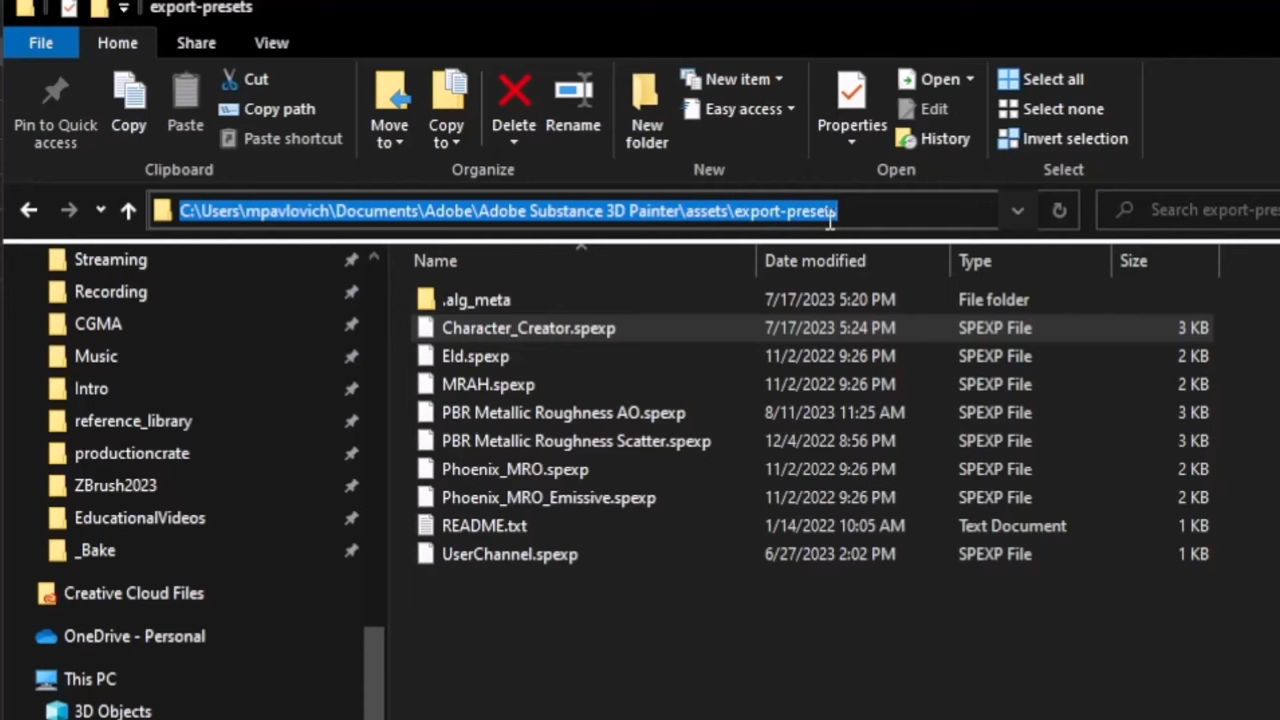 export-presets
File Home Share View
Pin to Quick access
Copy
Paste
Cut
Copy path
Paste shortcut
Clipboard
Move to
Copy to
Delete
Rename
Organize
New folder
New item
Easy access
New
Properties
Open
Edit
History
Open
Select all
Select none
Invert selection
Select
C:\Users\mpavlovich\Documents\Adobe\Adobe Substance 3D Painter\assets\export-presets
Search export-pre
Streaming
Recording
CGMA
Music
Intro
reference_library
productioncrate
ZBrush2023
EducationalVideos
_Bake
Creative Cloud Files
OneDrive - Personal
This PC
3D Objects
Name Date modified Type Size
.alg_meta 7/17/2023 5:20 PM File folder
Character_Creator.spexp 7/17/2023 5:24 PM SPEXP File 3 KB
Eld.spexp 11/2/2022 9:26 PM SPEXP File 2 KB
MRAH.spexp 11/2/2022 9:26 PM SPEXP File 2 KB
PBR Metallic Roughness AO.spexp 8/11/2023 11:25 AM SPEXP File 3 KB
PBR Metallic Roughness Scatter.spexp 12/4/2022 8:56 PM SPEXP File 3 KB
Phoenix_MRO.spexp 11/2/2022 9:26 PM SPEXP File 2 KB
Phoenix_MRO_Emissive.spexp 11/2/2022 9:26 PM SPEXP File 2 KB
README.txt 1/14/2022 10:05 AM Text Document 1 KB
UserChannel.spexp 6/27/2023 2:02 PM SPEXP File 1 KB